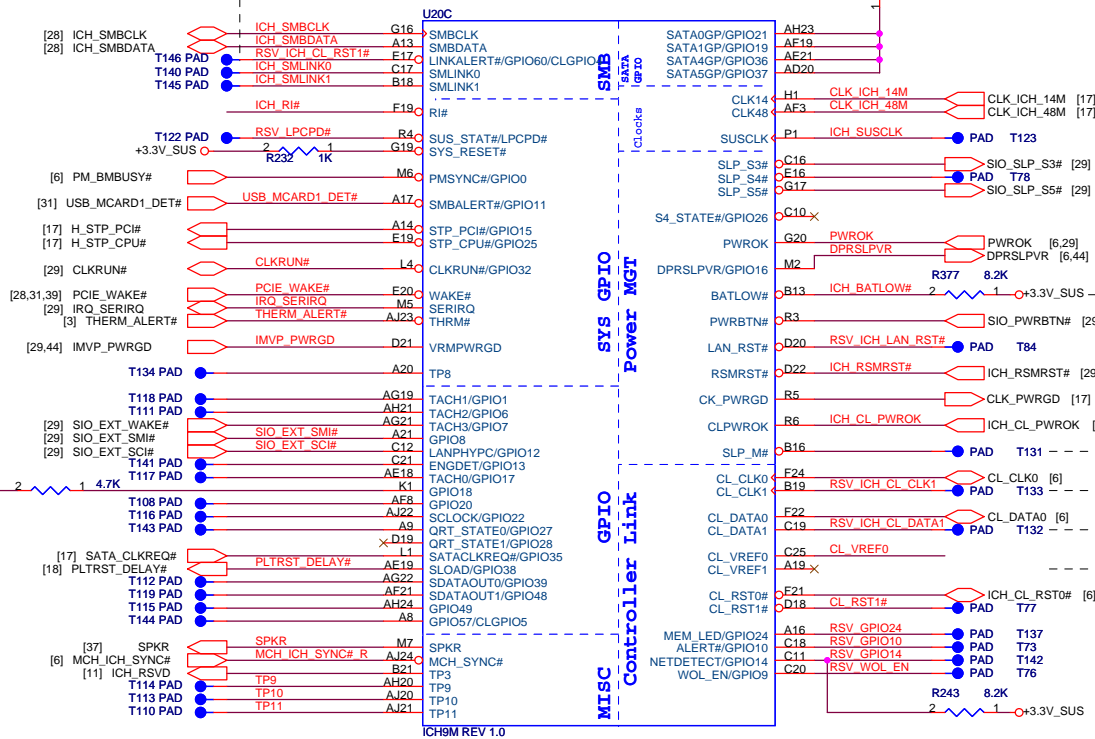 U20C
[28] ICH_SMBCLK ICH_SMBCLK G16 SMBCLK
[28] ICH_SMBDATA ICH_SMBDATA A13 SMBDATA
T146 PAD RSV_ICH_CL_RST1# E17 LINKALERT#/GPIO60/CLGPIO4
T140 PAD ICH_SMLINK0 C17 SMLINK0
T145 PAD ICH_SMLINK1 B18 SMLINK1
ICH_RI# F19 RI#
T122 PAD RSV_LPCPD# R4 SUS_STAT#/LPCPD#
+3.3V_SUS 2 R232 1 1K G19 SYS_RESET#
[6] PM_BMBUSY# M6 PMSYNC#/GPIO0
[31] USB_MCARD1_DET# USB_MCARD1_DET# A17 SMBALERT#/GPIO11
[17] H_STP_PCI# A14 STP_PCI#/GPIO15
[17] H_STP_CPU# E19 STP_CPU#/GPIO25
[29] CLKRUN# CLKRUN# L4 CLKRUN#/GPIO32
[28,31,39] PCIE_WAKE# PCIE_WAKE# E20 WAKE#
[29] IRQ_SERIRQ IRQ_SERIRQ M5 SERIRQ
[3] THERM_ALERT# THERM_ALERT# AJ23 THRM#
[29,44] IMVP_PWRGD IMVP_PWRGD D21 VRMPWRGD
T134 PAD A20 TP8
T118 PAD AG19 TACH1/GPIO1
T111 PAD AH21 TACH2/GPIO6
[29] SIO_EXT_WAKE# AG21 TACH3/GPIO7
[29] SIO_EXT_SMI# SIO_EXT_SMI# A21 GPIO8
[29] SIO_EXT_SCI# SIO_EXT_SCI# C12 LANPHYPC/GPIO12
T141 PAD C21 ENGDET/GPIO13
T117 PAD AE18 TACH0/GPIO17
2 1 4.7K K1 GPIO18
T108 PAD AF8 GPIO20
T116 PAD AJ22 SCLOCK/GPIO22
T143 PAD A9 QRT_STATE0/GPIO27
D19 QRT_STATE1/GPIO28
[17] SATA_CLKREQ# L1 SATACLKREQ#/GPIO35
[18] PLTRST_DELAY# PLTRST_DELAY# AE19 SLOAD/GPIO38
T112 PAD AG22 SDATAOUT0/GPIO39
T119 PAD AF21 SDATAOUT1/GPIO48
T115 PAD AH24 GPIO49
T144 PAD A8 GPIO57/CLGPIO5
[37] SPKR SPKR M7 SPKR
[6] MCH_ICH_SYNC# MCH_ICH_SYNC#_R AJ24 MCH_SYNC#
[11] ICH_RSVD B21 TP3
T114 PAD TP9 AH20 TP9
T113 PAD TP10 AJ20 TP10
T110 PAD TP11 AJ21 TP11
SMB
SATA
GPIO
Clocks
SYS GPIO
Power MGT
GPIO
Controller Link
MISC
1
SATA0GP/GPIO21 AH23
SATA1GP/GPIO19 AF19
SATA4GP/GPIO36 AE21
SATA5GP/GPIO37 AD20
CLK14 H1 CLK_ICH_14M CLK_ICH_14M [17]
CLK48 AF3 CLK_ICH_48M CLK_ICH_48M [17]
SUSCLK P1 ICH_SUSCLK PAD T123
SLP_S3# C16 SIO_SLP_S3# [29]
SLP_S4# E16 PAD T78
SLP_S5# G17 SIO_SLP_S5# [29]
S4_STATE#/GPIO26 C10
PWROK G20 PWROK PWROK [6,29]
DPRSLPVR/GPIO16 M2 DPRSLPVR DPRSLPVR [6,44]
BATLOW# B13 ICH_BATLOW# 2 R377 8.2K 1 +3.3V_SUS
PWRBTN# R3 SIO_PWRBTN# [29
LAN_RST# D20 RSV_ICH_LAN_RST# PAD T84
RSMRST# D22 ICH_RSMRST# ICH_RSMRST# [29
CK_PWRGD R5 CLK_PWRGD [17]
CLPWROK R6 ICH_CL_PWROK ICH_CL_PWROK [
SLP_M# B16 PAD T131
CL_CLK0 F24 CL_CLK0 [6]
CL_CLK1 B19 RSV_ICH_CL_CLK1 PAD T133
CL_DATA0 F22 CL_DATA0 [6]
CL_DATA1 C19 RSV_ICH_CL_DATA1 PAD T132
CL_VREF0 C25 CL_VREF0
CL_VREF1 A19
CL_RST0# F21 ICH_CL_RST0# [6]
CL_RST1# D18 CL_RST1# PAD T77
MEM_LED/GPIO24 A16 RSV_GPIO24 PAD T137
ALERT#/GPIO10 C18 RSV_GPIO10 PAD T73
NETDETECT/GPIO14 C11 RSV_GPIO14 PAD T142
WOL_EN/GPIO9 C20 RSV_WOL_EN PAD T76
2 R243 8.2K 1 +3.3V_SUS
ICH9M REV 1.0